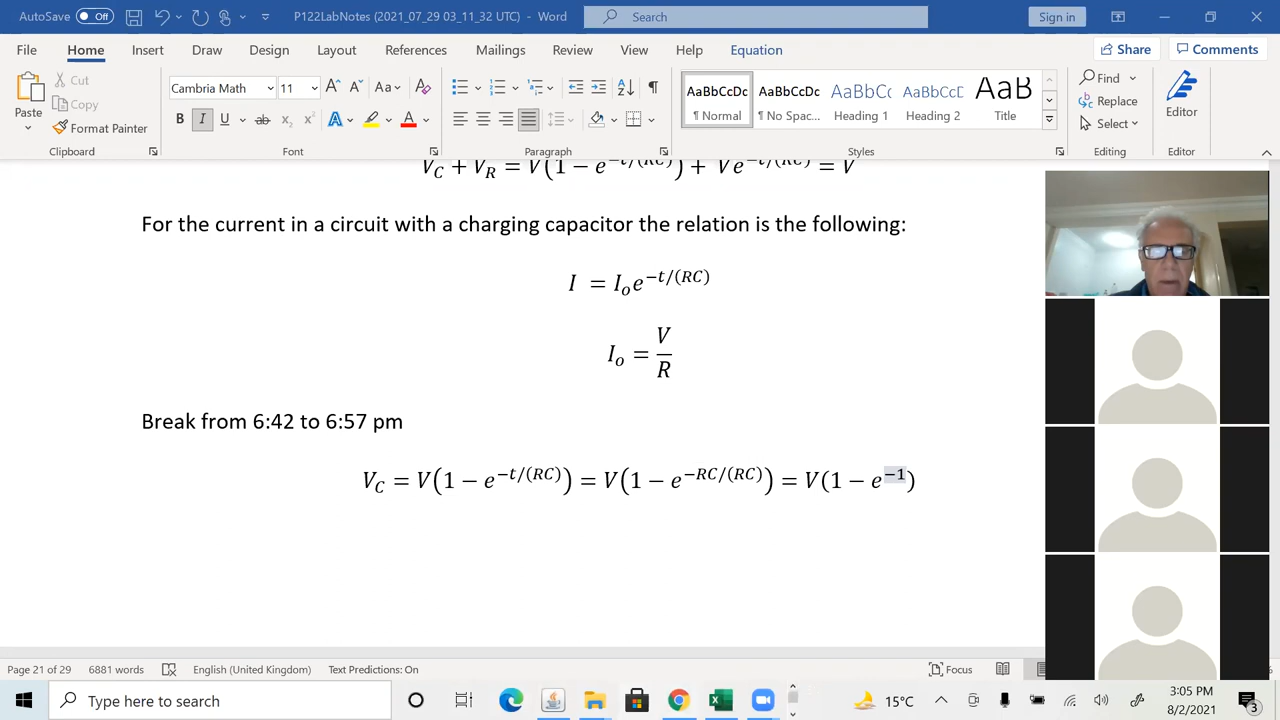 AutoSave Off P122LabNotes (2021_07_29 03_11_32 UTC) - Word Search Sign in
File Home Insert Draw Design Layout References Mailings Review View Help Equation Share Comments
Paste Cut Copy Format Painter Clipboard
Cambria Math 11 Font
Paragraph
AaBbCcDc ¶ Normal AaBbCcDc ¶ No Spac... AaBbCc Heading 1 AaBbCcD Heading 2 AaB Title Styles
Find Replace Select Editing
Editor Editor
V_C + V_R = V(1 − e^{−t/(RC)}) + Ve^{−t/(RC)} = V
For the current in a circuit with a charging capacitor the relation is the following:
I = I_o e^{−t/(RC)}
I_o = V/R
Break from 6:42 to 6:57 pm
V_C = V(1 − e^{−t/(RC)}) = V(1 − e^{−RC/(RC)}) = V(1 − e^{−1})
Page 21 of 29 6881 words English (United Kingdom) Text Predictions: On Focus
Type here to search 15°C 3:05 PM
8/2/2021 3